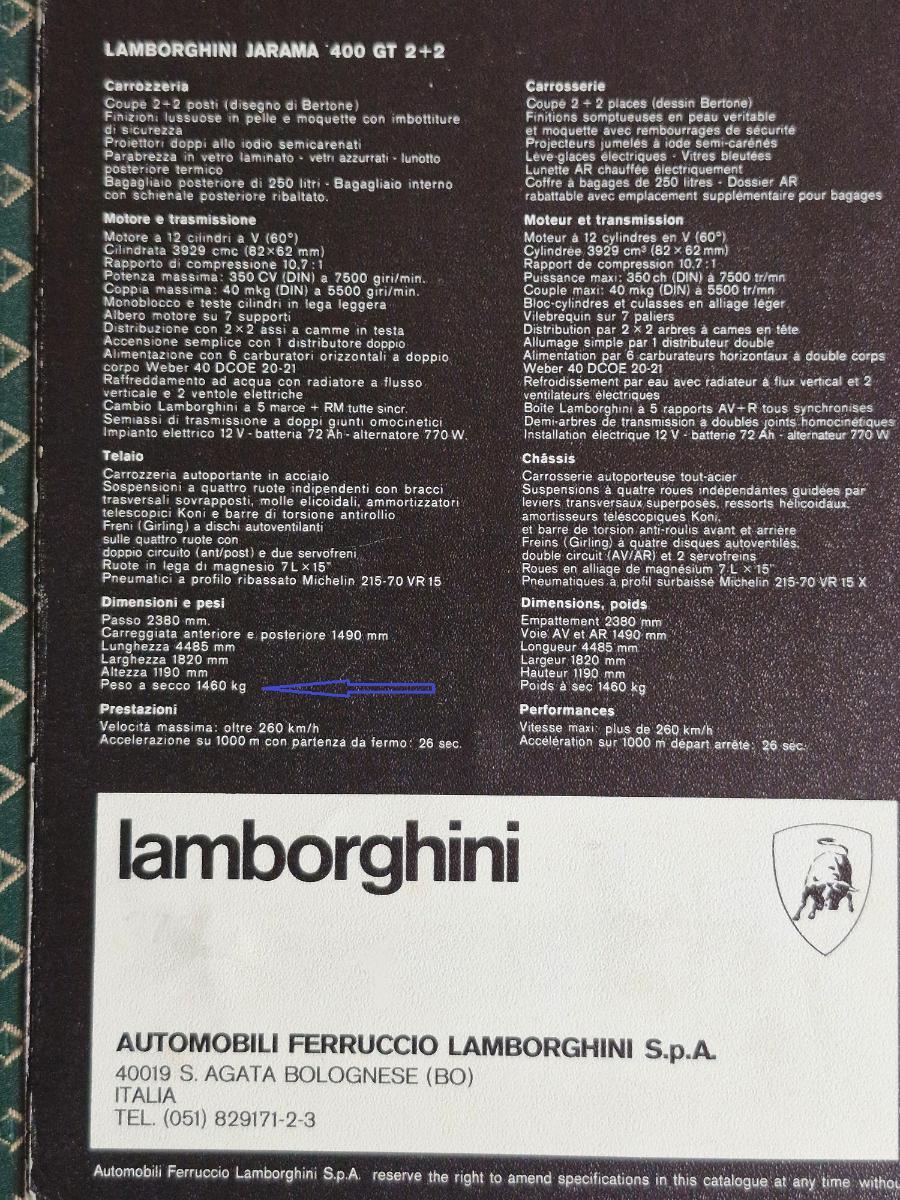 LAMBORGHINI JARAMA '400 GT 2+2
Carrozzeria
Coupe 2+2 posti (disegno di Bertone)
Finizioni lussuose in pelle e moquette con imbottiture
di sicurezza
Proiettori doppi allo iodio semicarenati
Parabrezza in vetro laminato - vetri azzurrati - lunotto
posteriore termico
Bagagliaio posteriore di 250 litri - Bagagliaio interno
con schienale posteriore ribaltato.
Motore e trasmissione
Motore a 12 cilindri a V (60°)
Cilindrata 3929 cmc (82×62 mm)
Rapporto di compressione 10.7:1
Potenza massima: 350 CV (DIN) a 7500 giri/min.
Coppia massima: 40 mkg (DIN) a 5500 giri/min.
Monoblocco e teste cilindri in lega leggera
Albero motore su 7 supporti
Distribuzione con 2×2 assi a camme in testa
Accensione semplice con 1 distributore doppio
Alimentazione con 6 carburatori orizzontali a doppio
corpo Weber 40 DCOE 20-21
Raffreddamento ad acqua con radiatore a flusso
verticale e 2 ventole elettriche
Cambio Lamborghini a 5 marce + RM tutte sincr.
Semiassi di trasmissione a doppi giunti omocinetici
Impianto elettrico 12 V - batteria 72 Ah - alternatore 770 W.
Telaio
Carrozzeria autoportante in acciaio
Sospensioni a quattro ruote indipendenti con bracci
trasversali sovrapposti, molle elicoidali, ammortizzatori
telescopici Koni e barre di torsione antirollio
Freni (Girling) a dischi autoventilanti
sulle quattro ruote con
doppio circuito (ant/post) e due servofreni
Ruote in lega di magnesio 7 L × 15"
Pneumatici a profilo ribassato Michelin 215-70 VR 15
Dimensioni e pesi
Passo 2380 mm.
Carreggiata anteriore e posteriore 1490 mm
Lunghezza 4485 mm
Larghezza 1820 mm
Altezza 1190 mm
Peso a secco 1460 kg
Prestazioni
Velocità massima: oltre 260 km/h
Accelerazione su 1000 m con partenza da fermo: 26 sec.
Carrosserie
Coupé 2 + 2 places (dessin Bertone)
Finitions somptueuses en peau veritable
et moquette avec rembourrages de sécurité
Projecteurs jumelés à iode semi-carénés
Lève-glaces électriques - Vitres bleutées
Lunette AR chauffée électriquement
Coffre à bagages de 250 litres - Dossier AR
rabattable avec emplacement supplémentaire pour bagages
Moteur et transmission
Moteur à 12 cylindres en V (60°)
Cylindrée 3929 cm³ (82×62 mm)
Rapport de compression 10.7:1
Puissance maxi: 350 ch (DIN) à 7500 tr/mn
Couple maxi: 40 mkg (DIN) à 5500 tr/mn
Bloc-cylindres et culasses en alliage léger
Vilebrequin sur 7 paliers
Distribution par 2 × 2 arbres à cames en tête
Allumage simple par 1 distributeur double
Alimentation par 6 carburateurs horizontaux à double corps
Weber 40 DCOE 20-21
Refroidissement par eau avec radiateur à flux vertical et 2
ventilateurs électriques
Boîte Lamborghini à 5 rapports AV+R tous synchronises
Demi-arbres de transmission à doubles joints homocinétiques
Installation électrique 12 V - batterie 72 Ah - alternateur 770 W
Châssis
Carrosserie autoporteuse tout-acier
Suspensions à quatre roues indépendantes guidées par
leviers transversaux superposés, ressorts hélicoïdaux,
amortisseurs téléscopiques Koni,
et barre de torsion anti-roulis avant et arrière
Freins (Girling) à quatre disques autoventilés.
double circuit (AV/AR) et 2 servofreins
Roues en alliage de magnésium 7 L × 15"
Pneumatiques à profil surbaissé Michelin 215-70 VR 15 X
Dimensions, poids
Empattement 2380 mm
Voie AV et AR 1490 mm
Longueur 4485 mm
Largeur 1820 mm
Hauteur 1190 mm
Poids à sec 1460 kg
Performances
Vitesse maxi: plus de 260 km/h
Accélération sur 1000 m départ arrêté: 26 sec.
lamborghini
AUTOMOBILI FERRUCCIO LAMBORGHINI S.p.A.
40019 S. AGATA BOLOGNESE (BO)
ITALIA
TEL. (051) 829171-2-3
Automobili Ferruccio Lamborghini S.p.A. reserve the right to amend specifications in this catalogue at any time withou